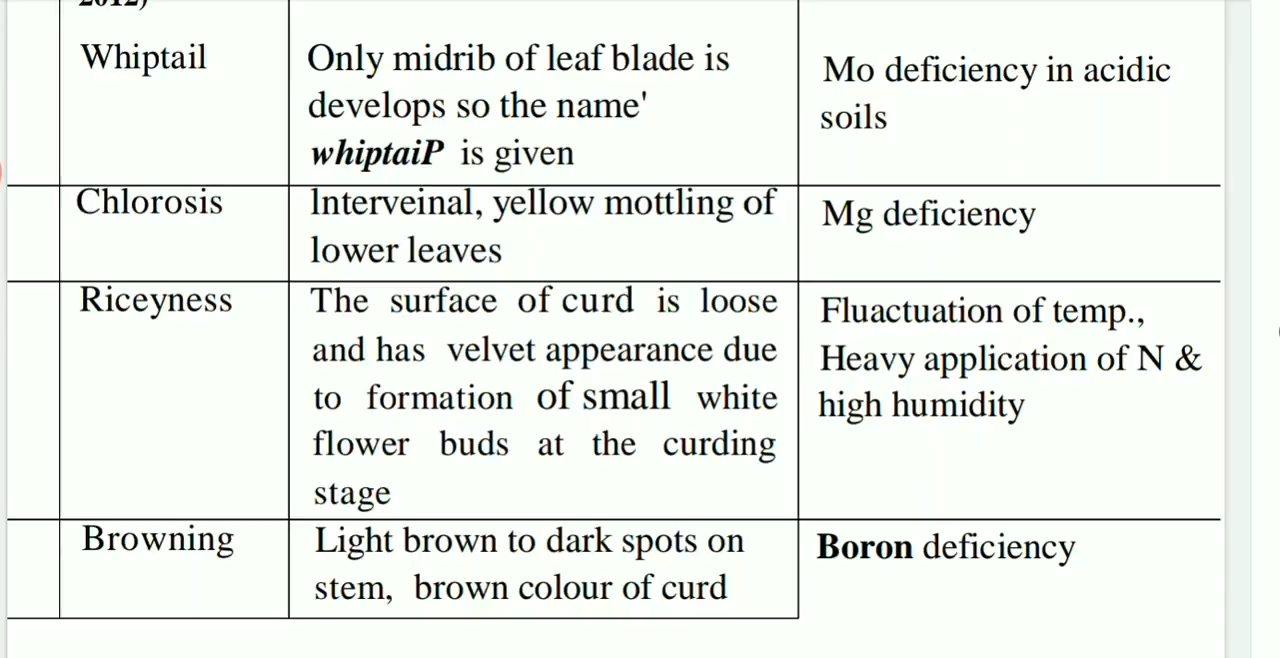 2012)
Whiptail
Only midrib of leaf blade is
develops so the name'
whiptaiP is given
Mo deficiency in acidic
soils
Chlorosis
lnterveinal, yellow mottling of
lower leaves
Mg deficiency
Riceyness
The surface of curd is loose
and has velvet appearance due
to formation of small white
flower buds at the curding
stage
Fluactuation of temp.,
Heavy application of N &
high humidity
Browning
Light brown to dark spots on
stem, brown colour of curd
Boron deficiency